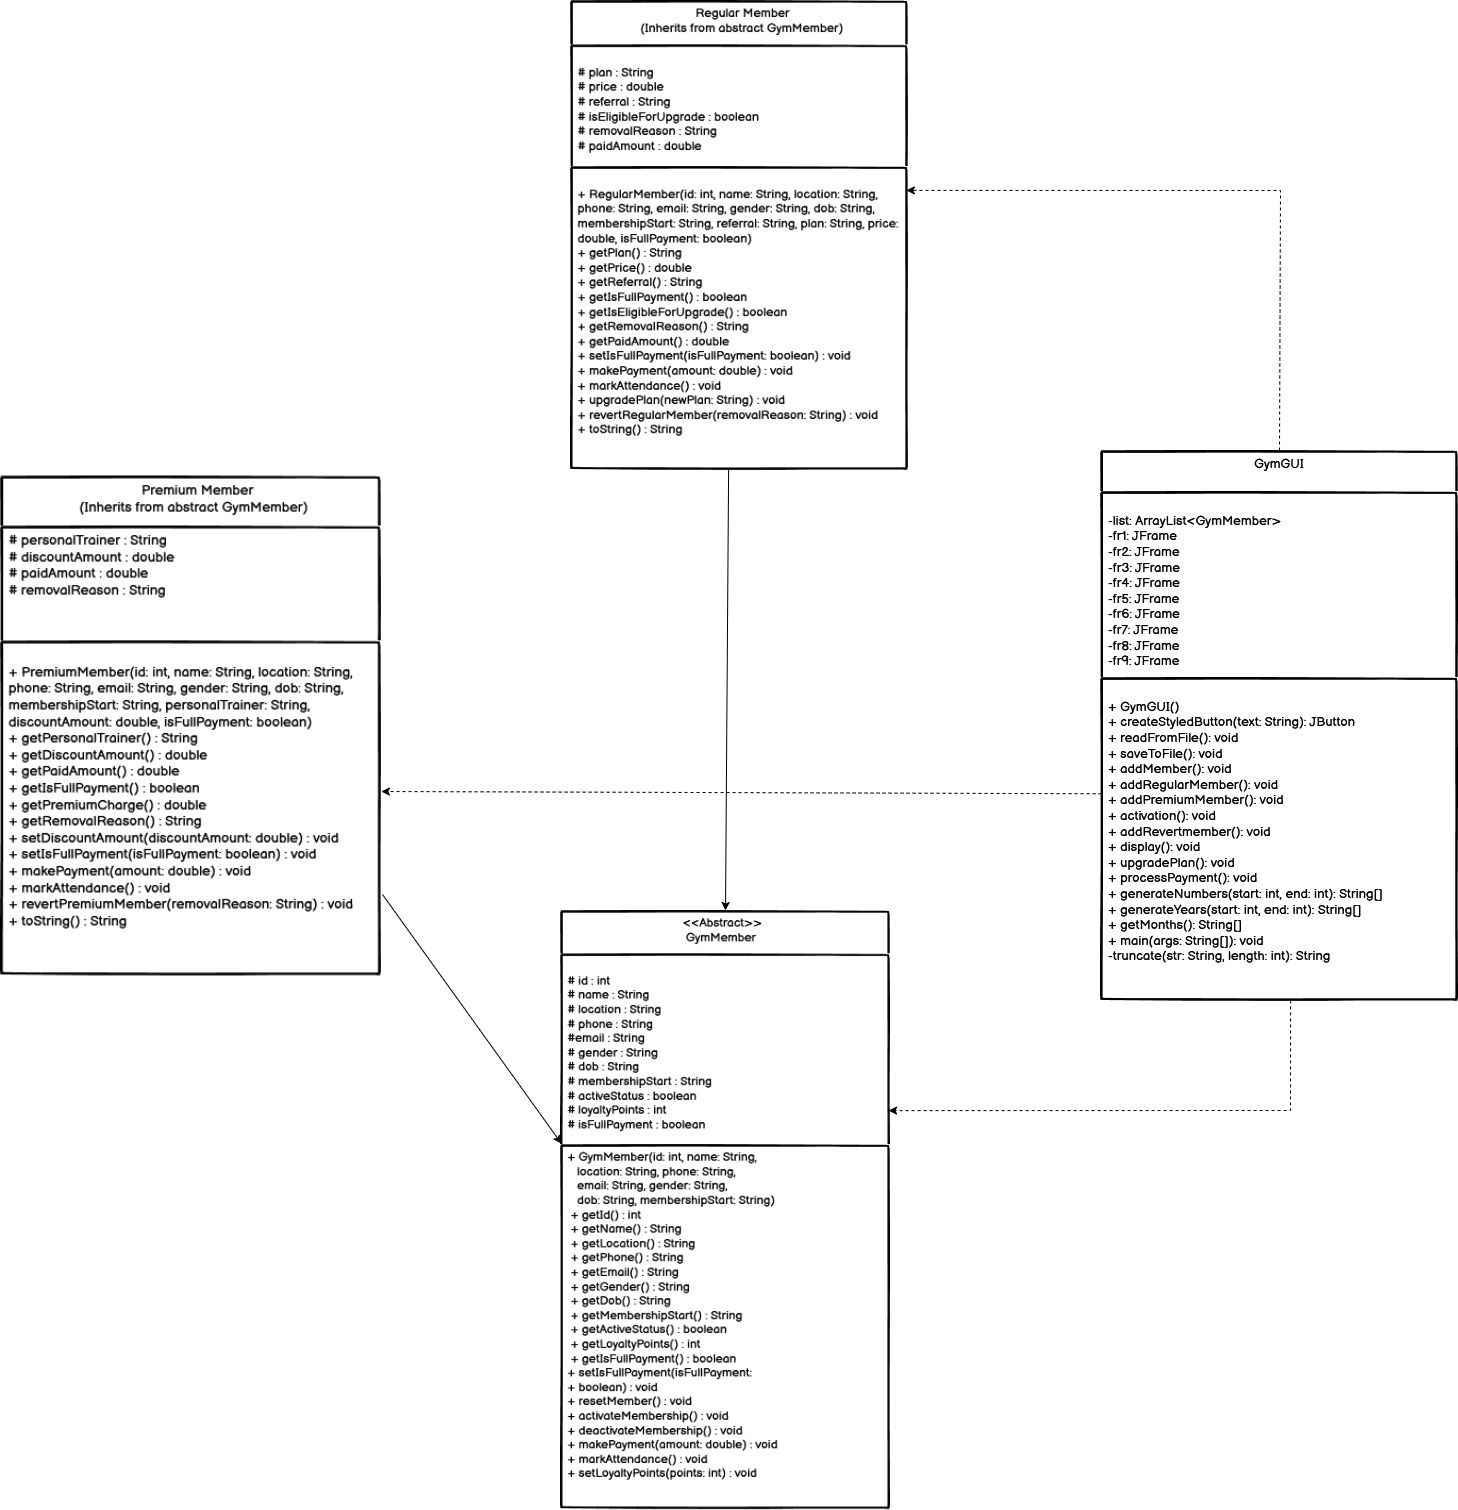 Regular Member
(Inherits from abstract GymMember)
# plan : String
# price : double
# referral : String
# isEligibleForUpgrade : boolean
# removalReason : String
# paidAmount : double
+ RegularMember(id: int, name: String, location: String,
phone: String, email: String, gender: String, dob: String,
membershipStart: String, referral: String, plan: String, price:
double, isFullPayment: boolean)
+ getPlan() : String
+ getPrice() : double
+ getReferral() : String
+ getIsFullPayment() : boolean
+ getIsEligibleForUpgrade() : boolean
+ getRemovalReason() : String
+ getPaidAmount() : double
+ setIsFullPayment(isFullPayment: boolean) : void
+ makePayment(amount: double) : void
+ markAttendance() : void
+ upgradePlan(newPlan: String) : void
+ revertRegularMember(removalReason: String) : void
+ toString() : String
Premium Member
(Inherits from abstract GymMember)
# personalTrainer : String
# discountAmount : double
# paidAmount : double
# removalReason : String
+ PremiumMember(id: int, name: String, location: String,
phone: String, email: String, gender: String, dob: String,
membershipStart: String, personalTrainer: String,
discountAmount: double, isFullPayment: boolean)
+ getPersonalTrainer() : String
+ getDiscountAmount() : double
+ getPaidAmount() : double
+ getIsFullPayment() : boolean
+ getPremiumCharge() : double
+ getRemovalReason() : String
+ setDiscountAmount(discountAmount: double) : void
+ setIsFullPayment(isFullPayment: boolean) : void
+ makePayment(amount: double) : void
+ markAttendance() : void
+ revertPremiumMember(removalReason: String) : void
+ toString() : String
GymGUI
-list: ArrayList<GymMember>
-fr1: JFrame
-fr2: JFrame
-fr3: JFrame
-fr4: JFrame
-fr5: JFrame
-fr6: JFrame
-fr7: JFrame
-fr8: JFrame
-fr9: JFrame
+ GymGUI()
+ createStyledButton(text: String): JButton
+ readFromFile(): void
+ saveToFile(): void
+ addMember(): void
+ addRegularMember(): void
+ addPremiumMember(): void
+ activation(): void
+ addRevertmember(): void
+ display(): void
+ upgradePlan(): void
+ processPayment(): void
+ generateNumbers(start: int, end: int): String[]
+ generateYears(start: int, end: int): String[]
+ getMonths(): String[]
+ main(args: String[]): void
-truncate(str: String, length: int): String
<<Abstract>>
GymMember
# id : int
# name : String
# location : String
# phone : String
#email : String
# gender : String
# dob : String
# membershipStart : String
# activeStatus : boolean
# loyaltyPoints : int
# isFullPayment : boolean
+ GymMember(id: int, name: String,
location: String, phone: String,
email: String, gender: String,
dob: String, membershipStart: String)
+ getId() : int
+ getName() : String
+ getLocation() : String
+ getPhone() : String
+ getEmail() : String
+ getGender() : String
+ getDob() : String
+ getMembershipStart() : String
+ getActiveStatus() : boolean
+ getLoyaltyPoints() : int
+ getIsFullPayment() : boolean
+ setIsFullPayment(isFullPayment:
+ boolean) : void
+ resetMember() : void
+ activateMembership() : void
+ deactivateMembership() : void
+ makePayment(amount: double) : void
+ markAttendance() : void
+ setLoyaltyPoints(points: int) : void